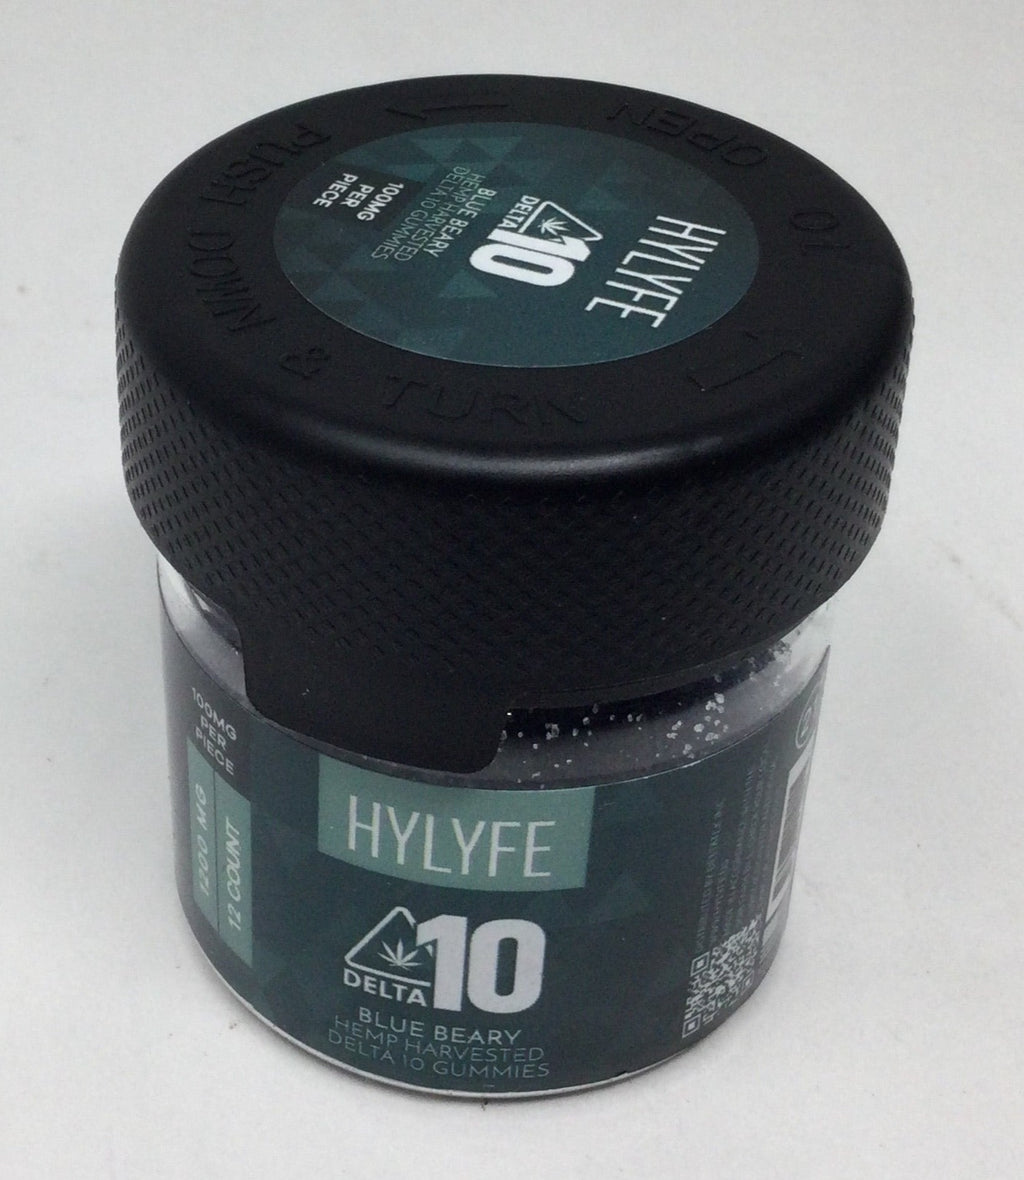 PUSH DOWN & TURN TO OPEN
HYLYFE
DELTA 10
BLUE BEARY
HEMP HARVESTED
DELTA 10 GUMMIES
100MG
PER
PIECE
100MG
PER
PIECE
1200 MG
12 COUNT
HYLYFE
DELTA 10
BLUE BEARY
HEMP HARVESTED
DELTA 10 GUMMIES